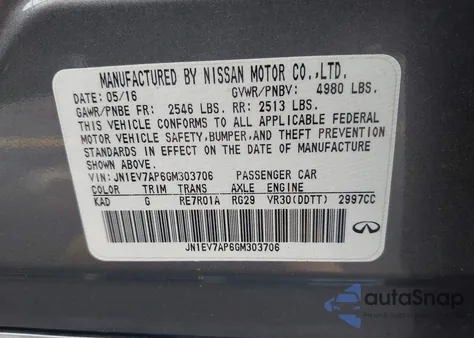 MANUFACTURED BY NISSAN MOTOR CO.,LTD.
DATE: 05/16 GVWR/PNBV: 4980 LBS.
GAWR/PNBE FR: 2546 LBS. RR: 2513 LBS.
THIS VEHICLE CONFORMS TO ALL APPLICABLE FEDERAL
MOTOR VEHICLE SAFETY,BUMPER,AND THEFT PREVENTION
STANDARDS IN EFFECT ON THE DATE OF MANUFACTURE
SHOWN ABOVE.
VIN: JN1EV7AP6GM303706 PASSENGER CAR
COLOR TRIM TRANS AXLE ENGINE
KAD G RE7R01A RG29 VR30(DDTT) 2997CC
JN1EV7AP6GM303706
autoSnap